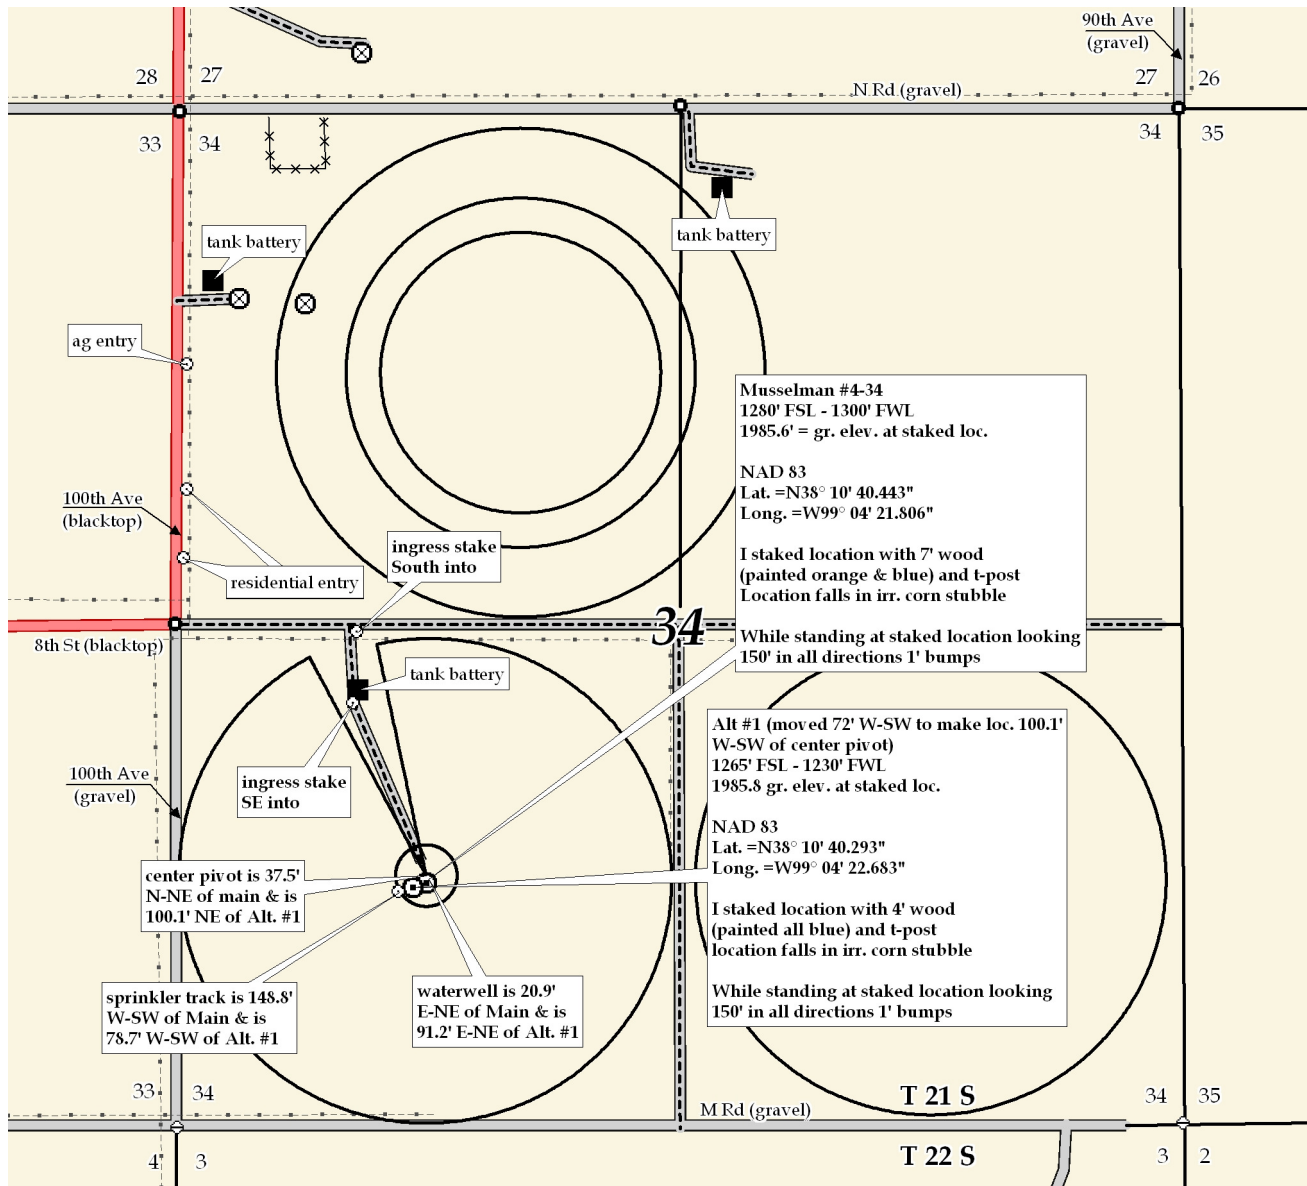 90th Ave
(gravel)
28
27
27
26
N Rd (gravel)
33
34
34
35
tank battery
tank battery
ag entry
Musselman #4-34
1280' FSL - 1300' FWL
1985.6' = gr. elev. at staked loc.
NAD 83
Lat. =N38° 10' 40.443"
Long. =W99° 04' 21.806"
I staked location with 7' wood
(painted orange & blue) and t-post
Location falls in irr. corn stubble
While standing at staked location looking
150' in all directions 1' bumps
100th Ave
(blacktop)
ingress stake
South into
residential entry
34
8th St (blacktop)
tank battery
Alt #1 (moved 72' W-SW to make loc. 100.1'
W-SW of center pivot)
1265' FSL - 1230' FWL
1985.8 gr. elev. at staked loc.
NAD 83
Lat. =N38° 10' 40.293"
Long. =W99° 04' 22.683"
I staked location with 4' wood
(painted all blue) and t-post
location falls in irr. corn stubble
While standing at staked location looking
150' in all directions 1' bumps
100th Ave
(gravel)
ingress stake
SE into
center pivot is 37.5'
N-NE of main & is
100.1' NE of Alt. #1
sprinkler track is 148.8'
W-SW of Main & is
78.7' W-SW of Alt. #1
waterwell is 20.9'
E-NE of Main & is
91.2' E-NE of Alt. #1
33
34
T 21 S
34
35
M Rd (gravel)
4
3
T 22 S
3
2